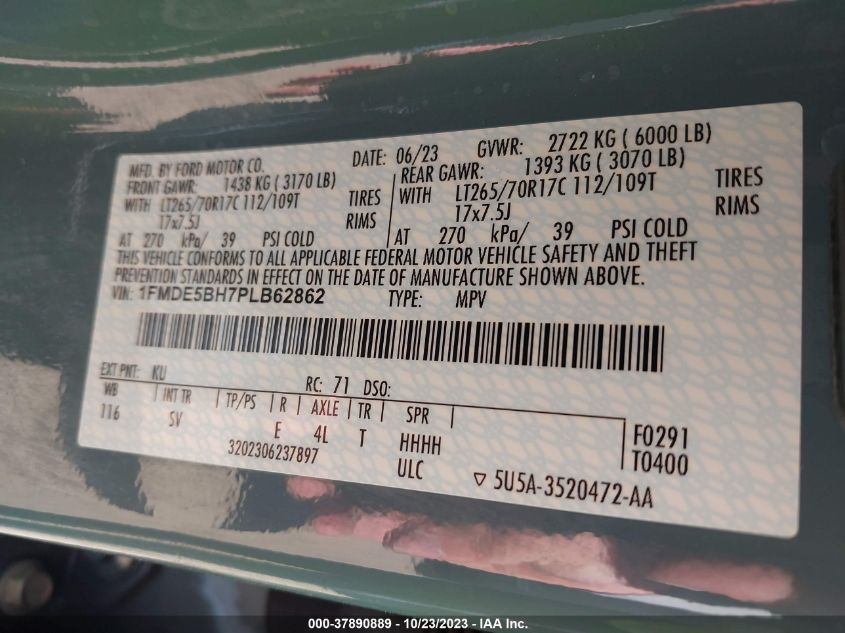 MFD. BY FORD MOTOR CO. DATE: 06/23 GVWR: 2722 KG ( 6000 LB)
FRONT GAWR: 1438 KG ( 3170 LB) REAR GAWR: 1393 KG ( 3070 LB)
WITH LT265/70R17C 112/109T TIRES WITH LT265/70R17C 112/109T TIRES
17x7.5J RIMS 17x7.5J RIMS
AT 270 kPa/ 39 PSI COLD AT 270 kPa/ 39 PSI COLD
THIS VEHICLE CONFORMS TO ALL APPLICABLE FEDERAL MOTOR VEHICLE SAFETY AND THEFT
PREVENTION STANDARDS IN EFFECT ON THE DATE OF MANUFACTURE SHOWN ABOVE.
VIN: 1FMDE5BH7PLB62862 TYPE: MPV
EXT PNT: KU RC: 71 DSO:
WB INT TR TP/PS R AXLE TR SPR
116 SV E 4L T HHHH F0291
3202306237897 ULC T0400
▽ 5U5A-3520472-AA
000-37890889 - 10/23/2023 - IAA Inc.